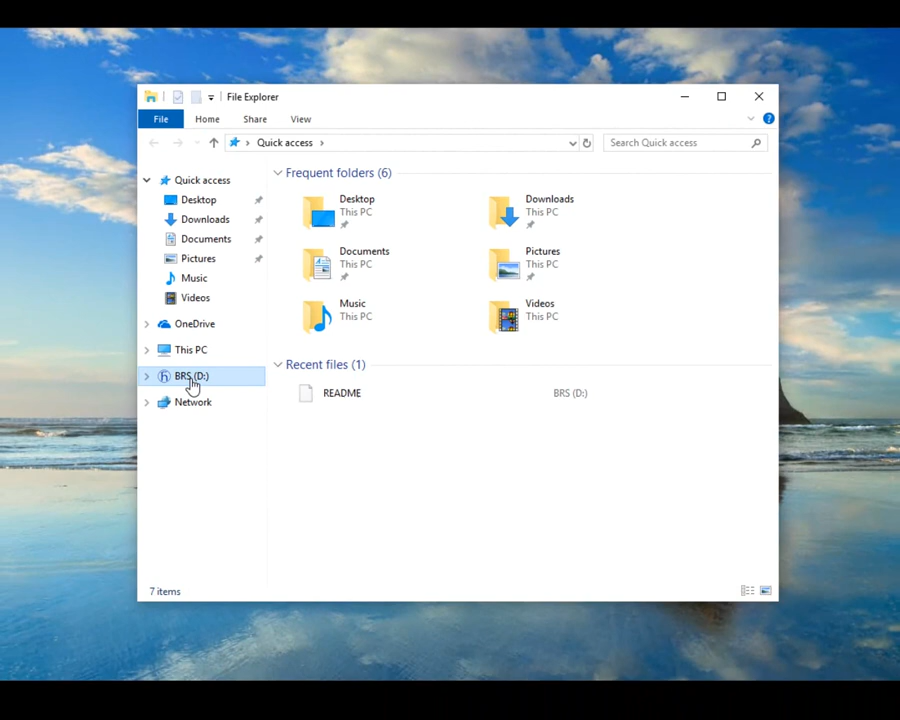 File Explorer
File Home Share View
Quick access
Search Quick access
Quick access
Desktop
Downloads
Documents
Pictures
Music
Videos
OneDrive
This PC
BRS (D:)
Network
Frequent folders (6)
Desktop
This PC
Downloads
This PC
Documents
This PC
Pictures
This PC
Music
This PC
Videos
This PC
Recent files (1)
README BRS (D:)
7 items